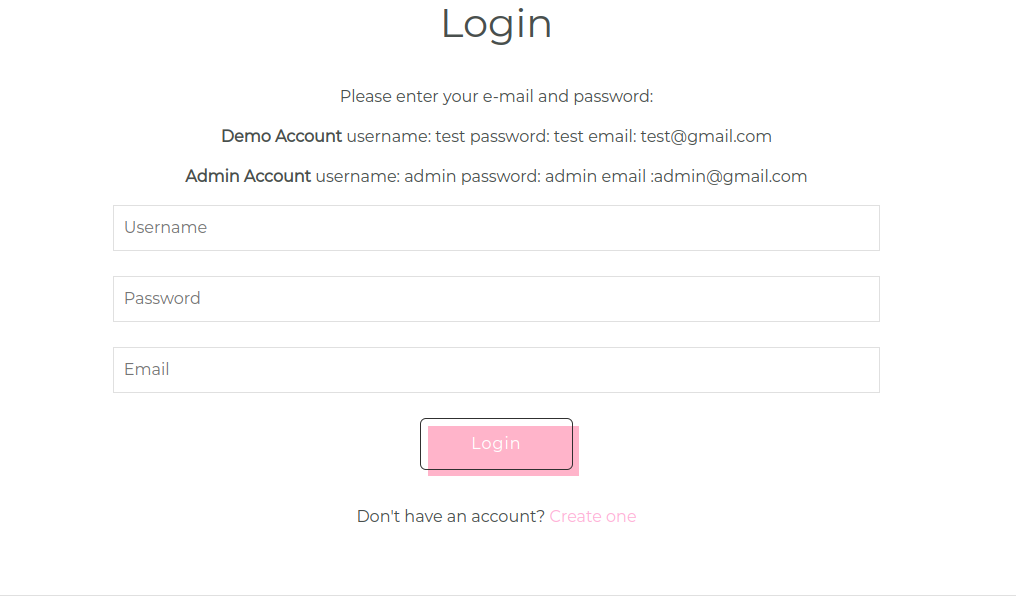 Login
Please enter your e-mail and password:
Demo Account username: test password: test email: test@gmail.com
Admin Account username: admin password: admin email :admin@gmail.com
Username
Password
Email
Login
Don't have an account? Create one